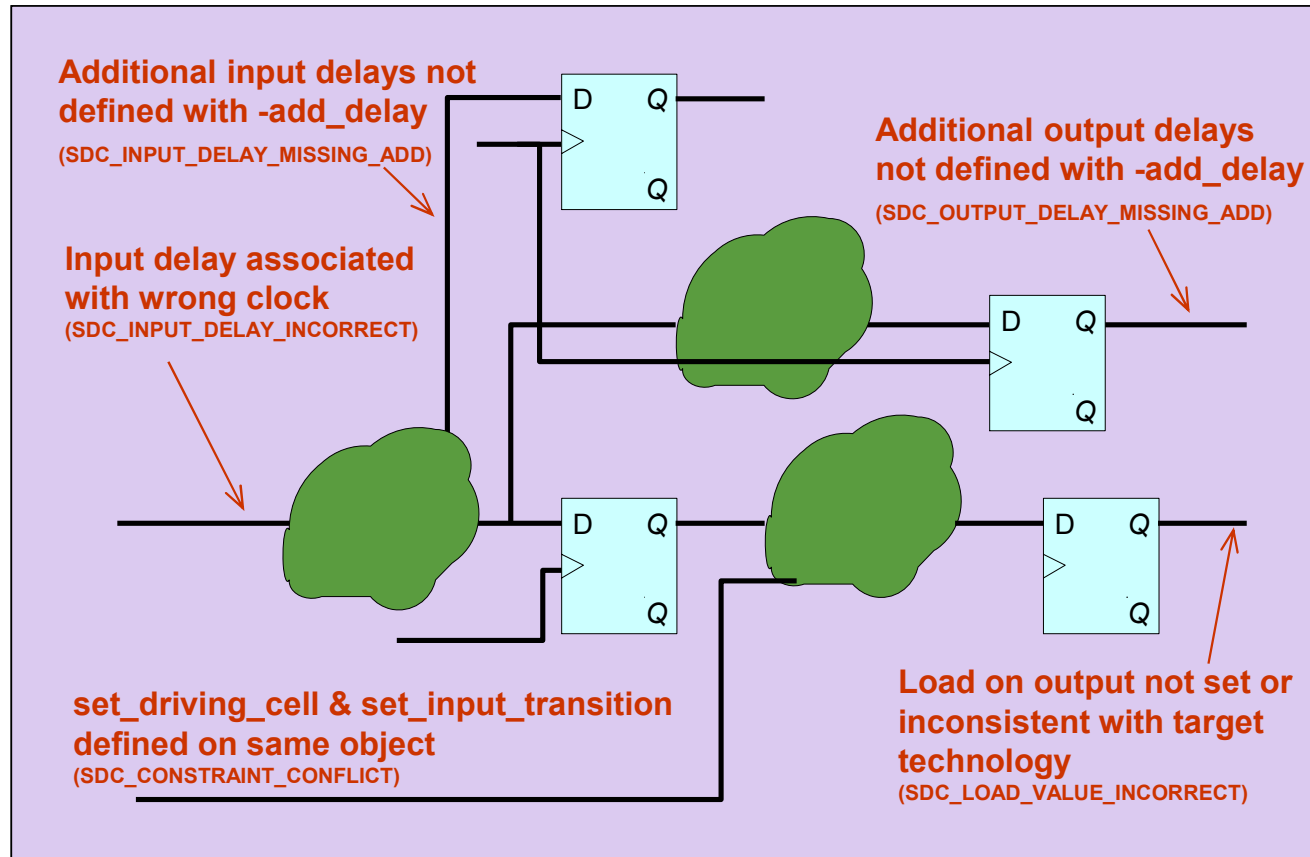 Additional input delays not
defined with -add_delay
(SDC_INPUT_DELAY_MISSING_ADD)
D Q
Q
Additional output delays
not defined with -add_delay
(SDC_OUTPUT_DELAY_MISSING_ADD)
Input delay associated
with wrong clock
(SDC_INPUT_DELAY_INCORRECT)
D Q
Q
D Q
Q
D Q
Q
set_driving_cell & set_input_transition
defined on same object
(SDC_CONSTRAINT_CONFLICT)
Load on output not set or
inconsistent with target
technology
(SDC_LOAD_VALUE_INCORRECT)